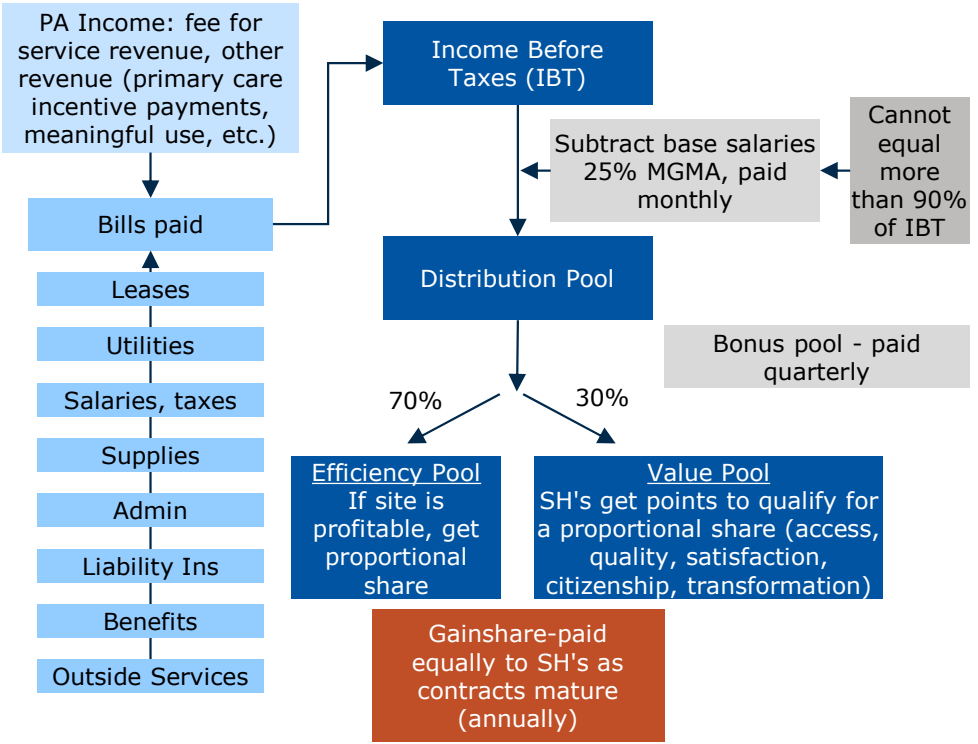 PA Income: fee for
service revenue, other
revenue (primary care
incentive payments,
meaningful use, etc.)
Income Before
Taxes (IBT)
Subtract base salaries
25% MGMA, paid
monthly
Cannot
equal
more
than 90%
of IBT
Bills paid
Distribution Pool
Leases
Utilities
Salaries, taxes
Supplies
Admin
Liability Ins
Benefits
Outside Services
Bonus pool - paid
quarterly
70%
30%
Efficiency Pool
If site is
profitable, get
proportional
share
Value Pool
SH's get points to qualify for
a proportional share (access,
quality, satisfaction,
citizenship, transformation)
Gainshare-paid
equally to SH's as
contracts mature
(annually)